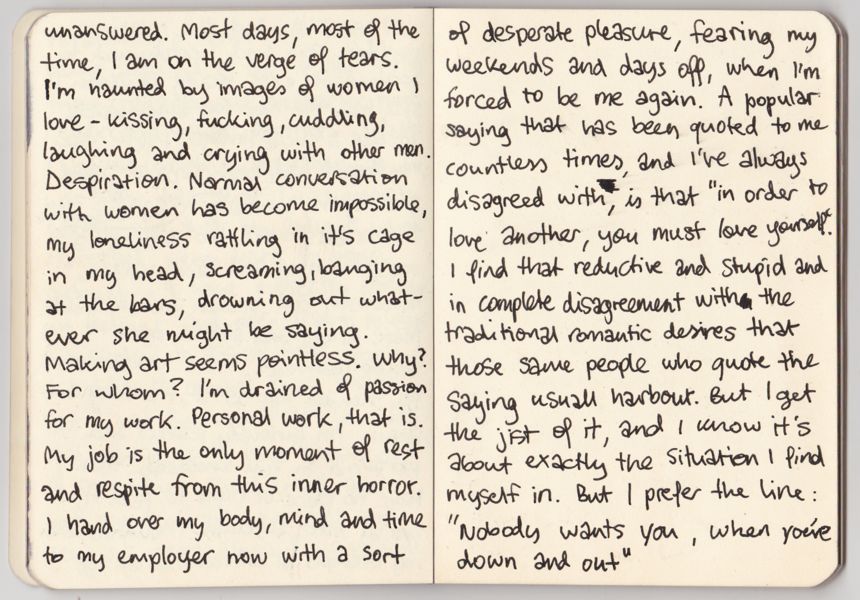 unanswered. Most days, most of the
time, I am on the verge of tears.
I'm haunted by images of women I
love - kissing, fucking, cuddling,
laughing and crying with other men.
Despiration. Normal conversation
with women has become impossible,
my loneliness rattling in it's cage
in my head, screaming, banging
at the bars, drowning out what-
ever she might be saying.
Making art seems pointless. Why?
For whom? I'm drained of passion
for my work. Personal work, that is.
My job is the only moment of rest
and respite from this inner horror.
I hand over my body, mind and time
to my employer now with a sort
of desperate pleasure, fearing my
weekends and days off, when I'm
forced to be me again. A popular
saying that has been quoted to me
countless times, and I've always
disagreed with, is that "in order to
love another, you must love yourself".
I find that reductive and stupid and
in complete disagreement with the
traditional romantic desires that
those same people who quote the
saying usuall harbour. But I get
the jist of it, and I know it's
about exactly the situation I find
myself in. But I prefer the line:
"Nobody wants you, when you're
down and out"